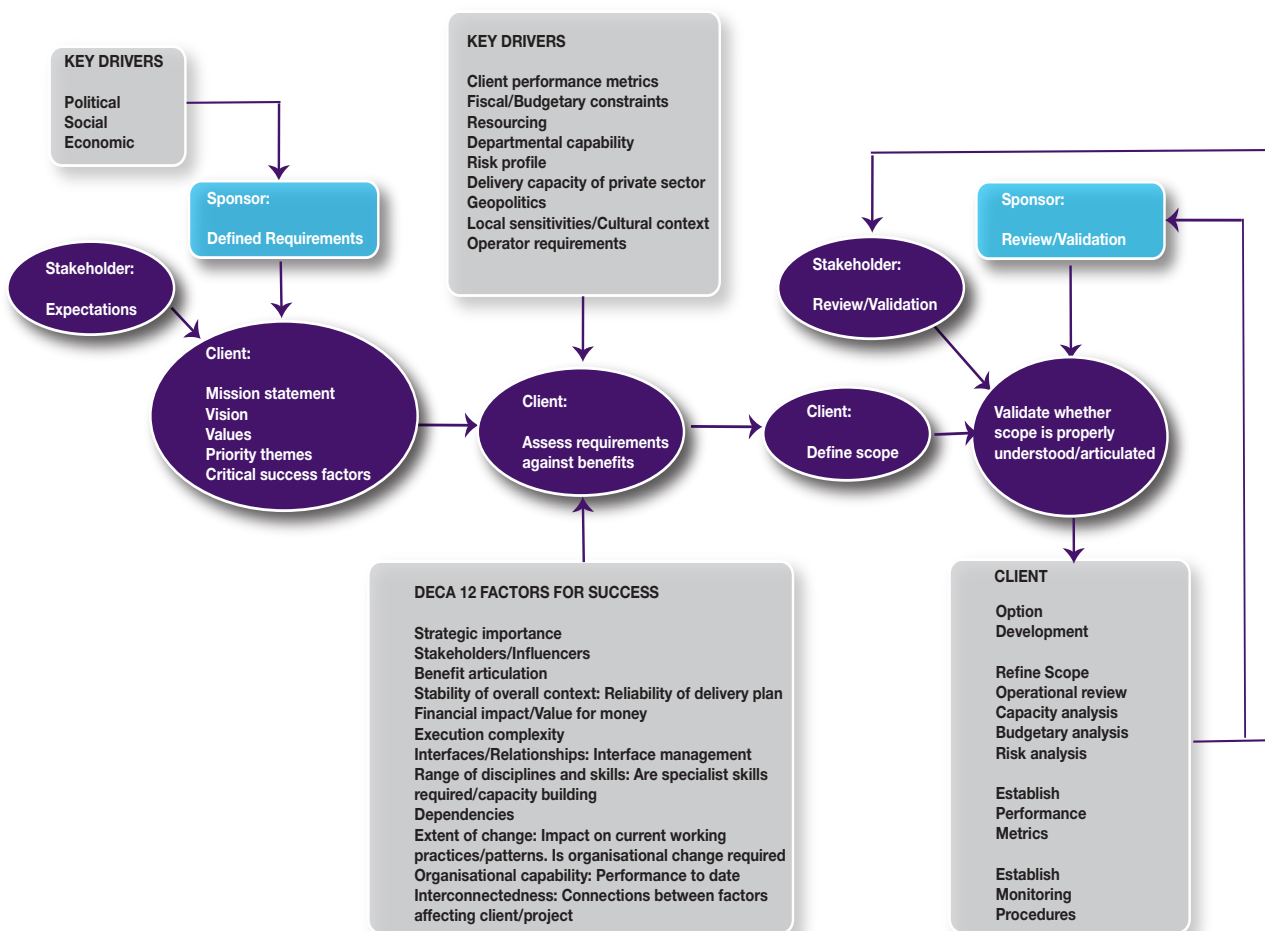 KEY DRIVERS
Political
Social
Economic
Sponsor:
Defined Requirements
Stakeholder:
Expectations
Client:
Mission statement
Vision
Values
Priority themes
Critical success factors
KEY DRIVERS
Client performance metrics
Fiscal/Budgetary constraints
Resourcing
Departmental capability
Risk profile
Delivery capacity of private sector
Geopolitics
Local sensitivities/Cultural context
Operator requirements
Client:
Assess requirements
against benefits
DECA 12 FACTORS FOR SUCCESS
Strategic importance
Stakeholders/Influencers
Benefit articulation
Stability of overall context: Reliability of delivery plan
Financial impact/Value for money
Execution complexity
Interfaces/Relationships: Interface management
Range of disciplines and skills: Are specialist skills
required/capacity building
Dependencies
Extent of change: Impact on current working
practices/patterns. Is organisational change required
Organisational capability: Performance to date
Interconnectedness: Connections between factors
affecting client/project
Client:
Define scope
Stakeholder:
Review/Validation
Sponsor:
Review/Validation
Validate whether
scope is properly
understood/articulated
CLIENT
Option
Development
Refine Scope
Operational review
Capacity analysis
Budgetary analysis
Risk analysis
Establish
Performance
Metrics
Establish
Monitoring
Procedures